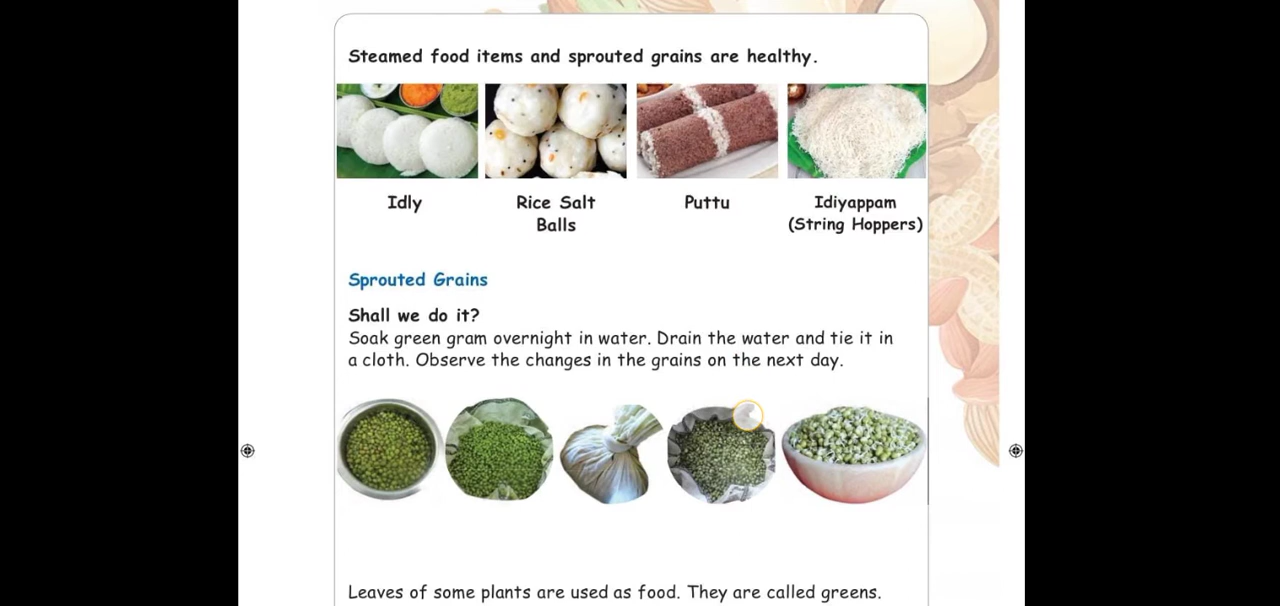 Steamed food items and sprouted grains are healthy.
Idly
Rice Salt
Balls
Puttu
Idiyappam
(String Hoppers)
Sprouted Grains
Shall we do it?
Soak green gram overnight in water. Drain the water and tie it in
a cloth. Observe the changes in the grains on the next day.
Leaves of some plants are used as food. They are called greens.